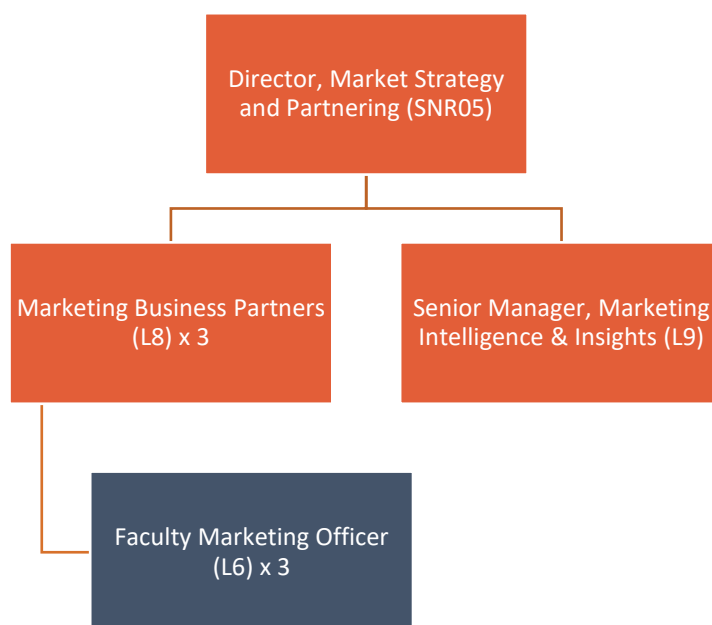 Director, Market Strategy
and Partnering (SNR05)
Marketing Business Partners
(L8) x 3
Senior Manager, Marketing
Intelligence & Insights (L9)
Faculty Marketing Officer
(L6) x 3